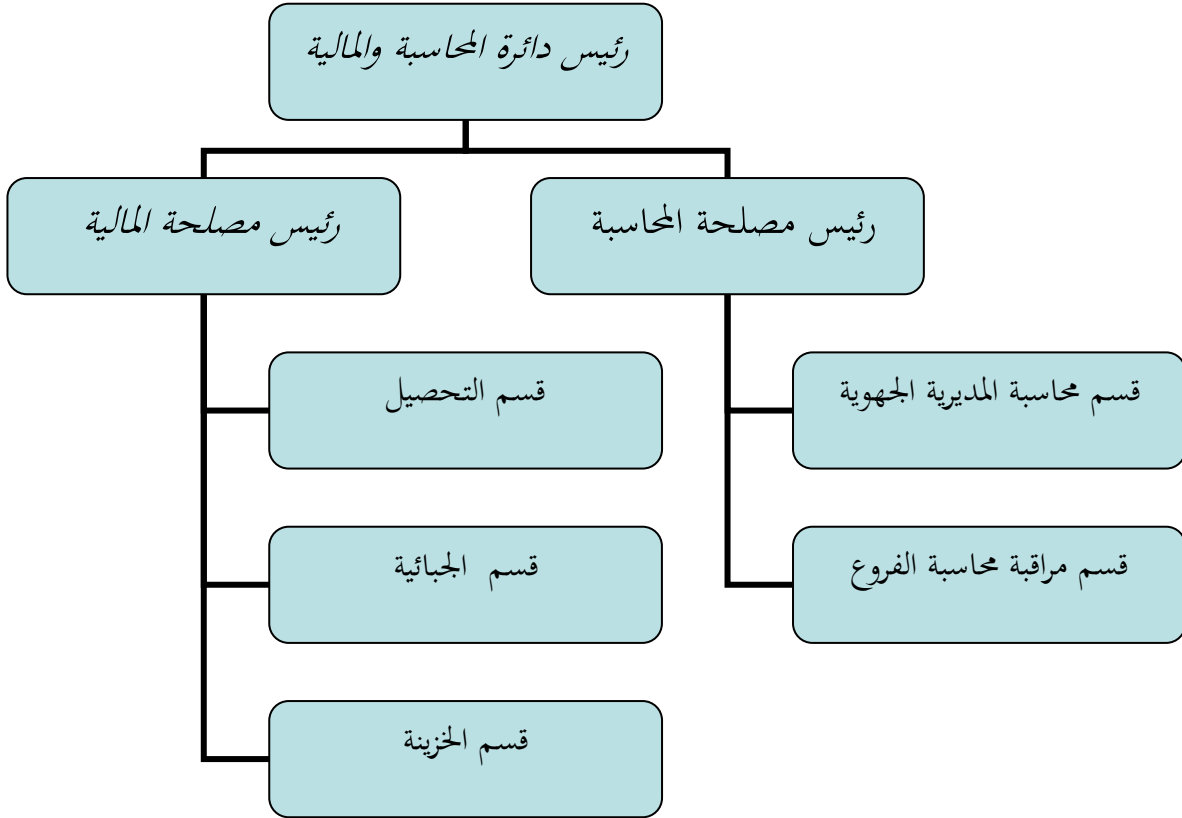 رئيس دائرة المحاسبة والمالية
رئيس مصلحة المحاسبة
رئيس مصلحة المالية
قسم محاسبة المديرية الجهوية
قسم التحصيل
قسم مراقبة محاسبة الفروع
قسم الجبائية
قسم الخزينة